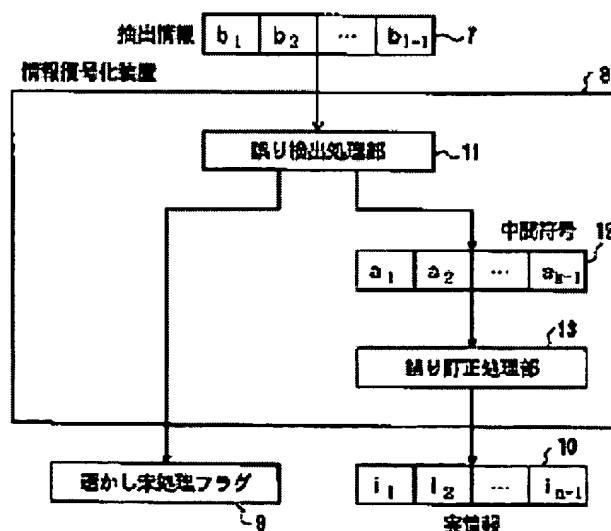 検出情報 b1 b2 … bl-1 7
情報復号化装置 8
誤り検出処理部 11
中間符号 12
a1 a2 … ak-1
13
誤り訂正処理部
10
透かし未処理フラグ i1 i2 … in-1
9 実情報